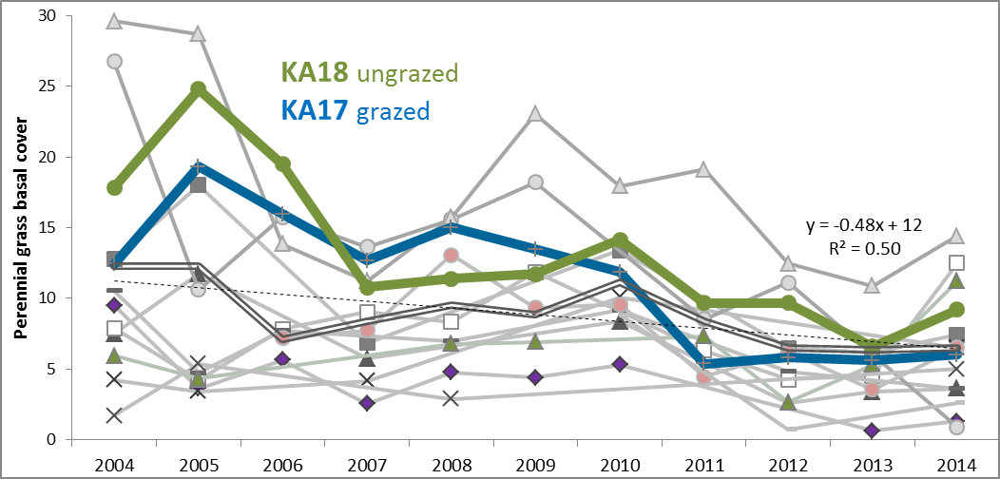 30
25
20
15
10
5
0
Perennial grass basal cover
KA18 ungrazed
KA17 grazed
y = -0.48x + 12
R² = 0.50
2004 2005 2006 2007 2008 2009 2010 2011 2012 2013 2014